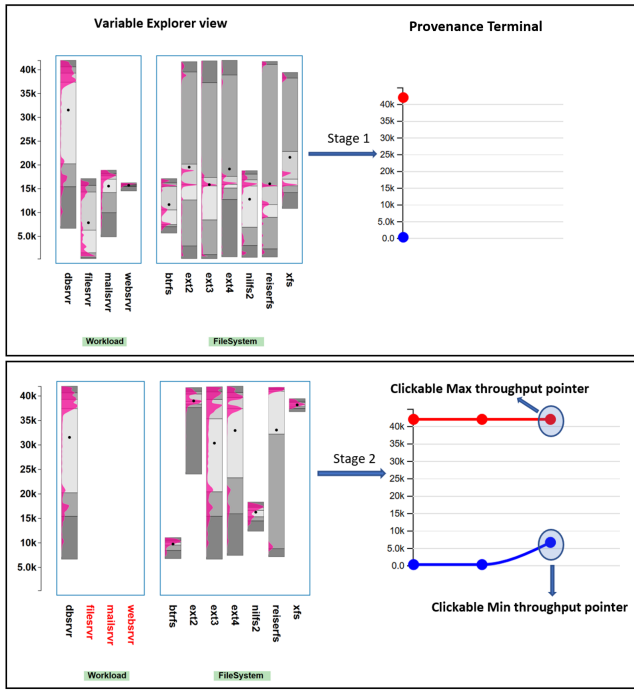 Variable Explorer view
Provenance Terminal
40k
35k
30k
25k
20k
15k
10k
5.0k
dbsrvr
filesrvr
mailsrvr
websrvr
Workload
btrfs
ext2
ext3
ext4
nilfs2
reiserfs
xfs
FileSystem
Stage 1
40k
35k
30k
25k
20k
15k
10k
5.0k
0.0
40k
35k
30k
25k
20k
15k
10k
5.0k
dbsrvr
filesrvr
mailsrvr
websrvr
Workload
btrfs
ext2
ext3
ext4
nilfs2
reiserfs
xfs
FileSystem
Stage 2
Clickable Max throughput pointer
40k
35k
30k
25k
20k
15k
10k
5.0k
0.0
Clickable Min throughput pointer